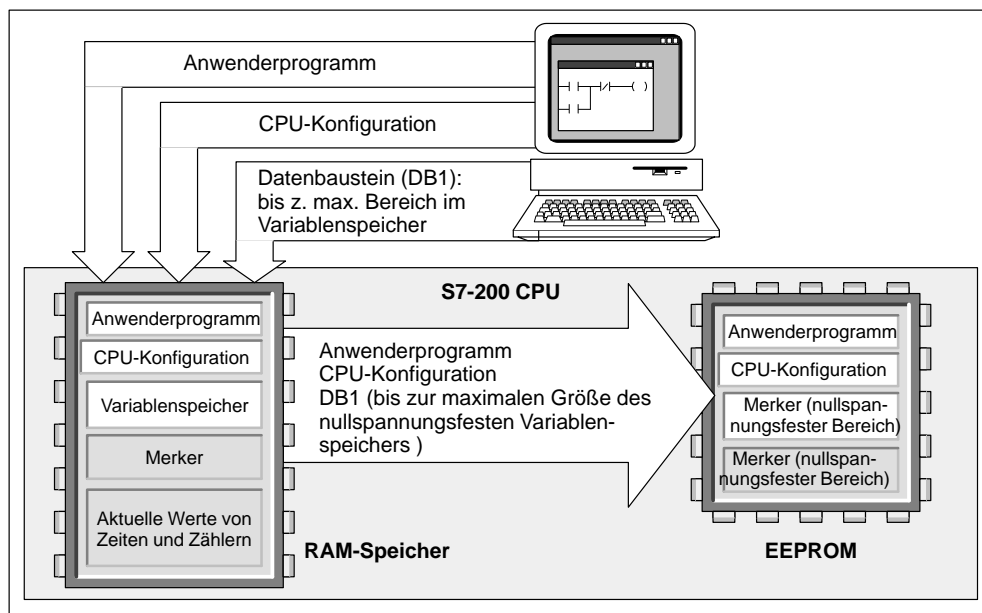 Anwenderprogramm
CPU-Konfiguration
Datenbaustein (DB1):
bis z. max. Bereich im
Variablenspeicher
S7-200 CPU
Anwenderprogramm
CPU-Konfiguration
Variablenspeicher
Merker
Aktuelle Werte von
Zeiten und Zählern
RAM-Speicher
Anwenderprogramm
CPU-Konfiguration
DB1 (bis zur maximalen Größe des
nullspannungsfesten Variablen-
speichers )
Anwenderprogramm
CPU-Konfiguration
Merker (nullspan-
nungsfester Bereich)
Merker (nullspan-
nungsfester Bereich)
EEPROM